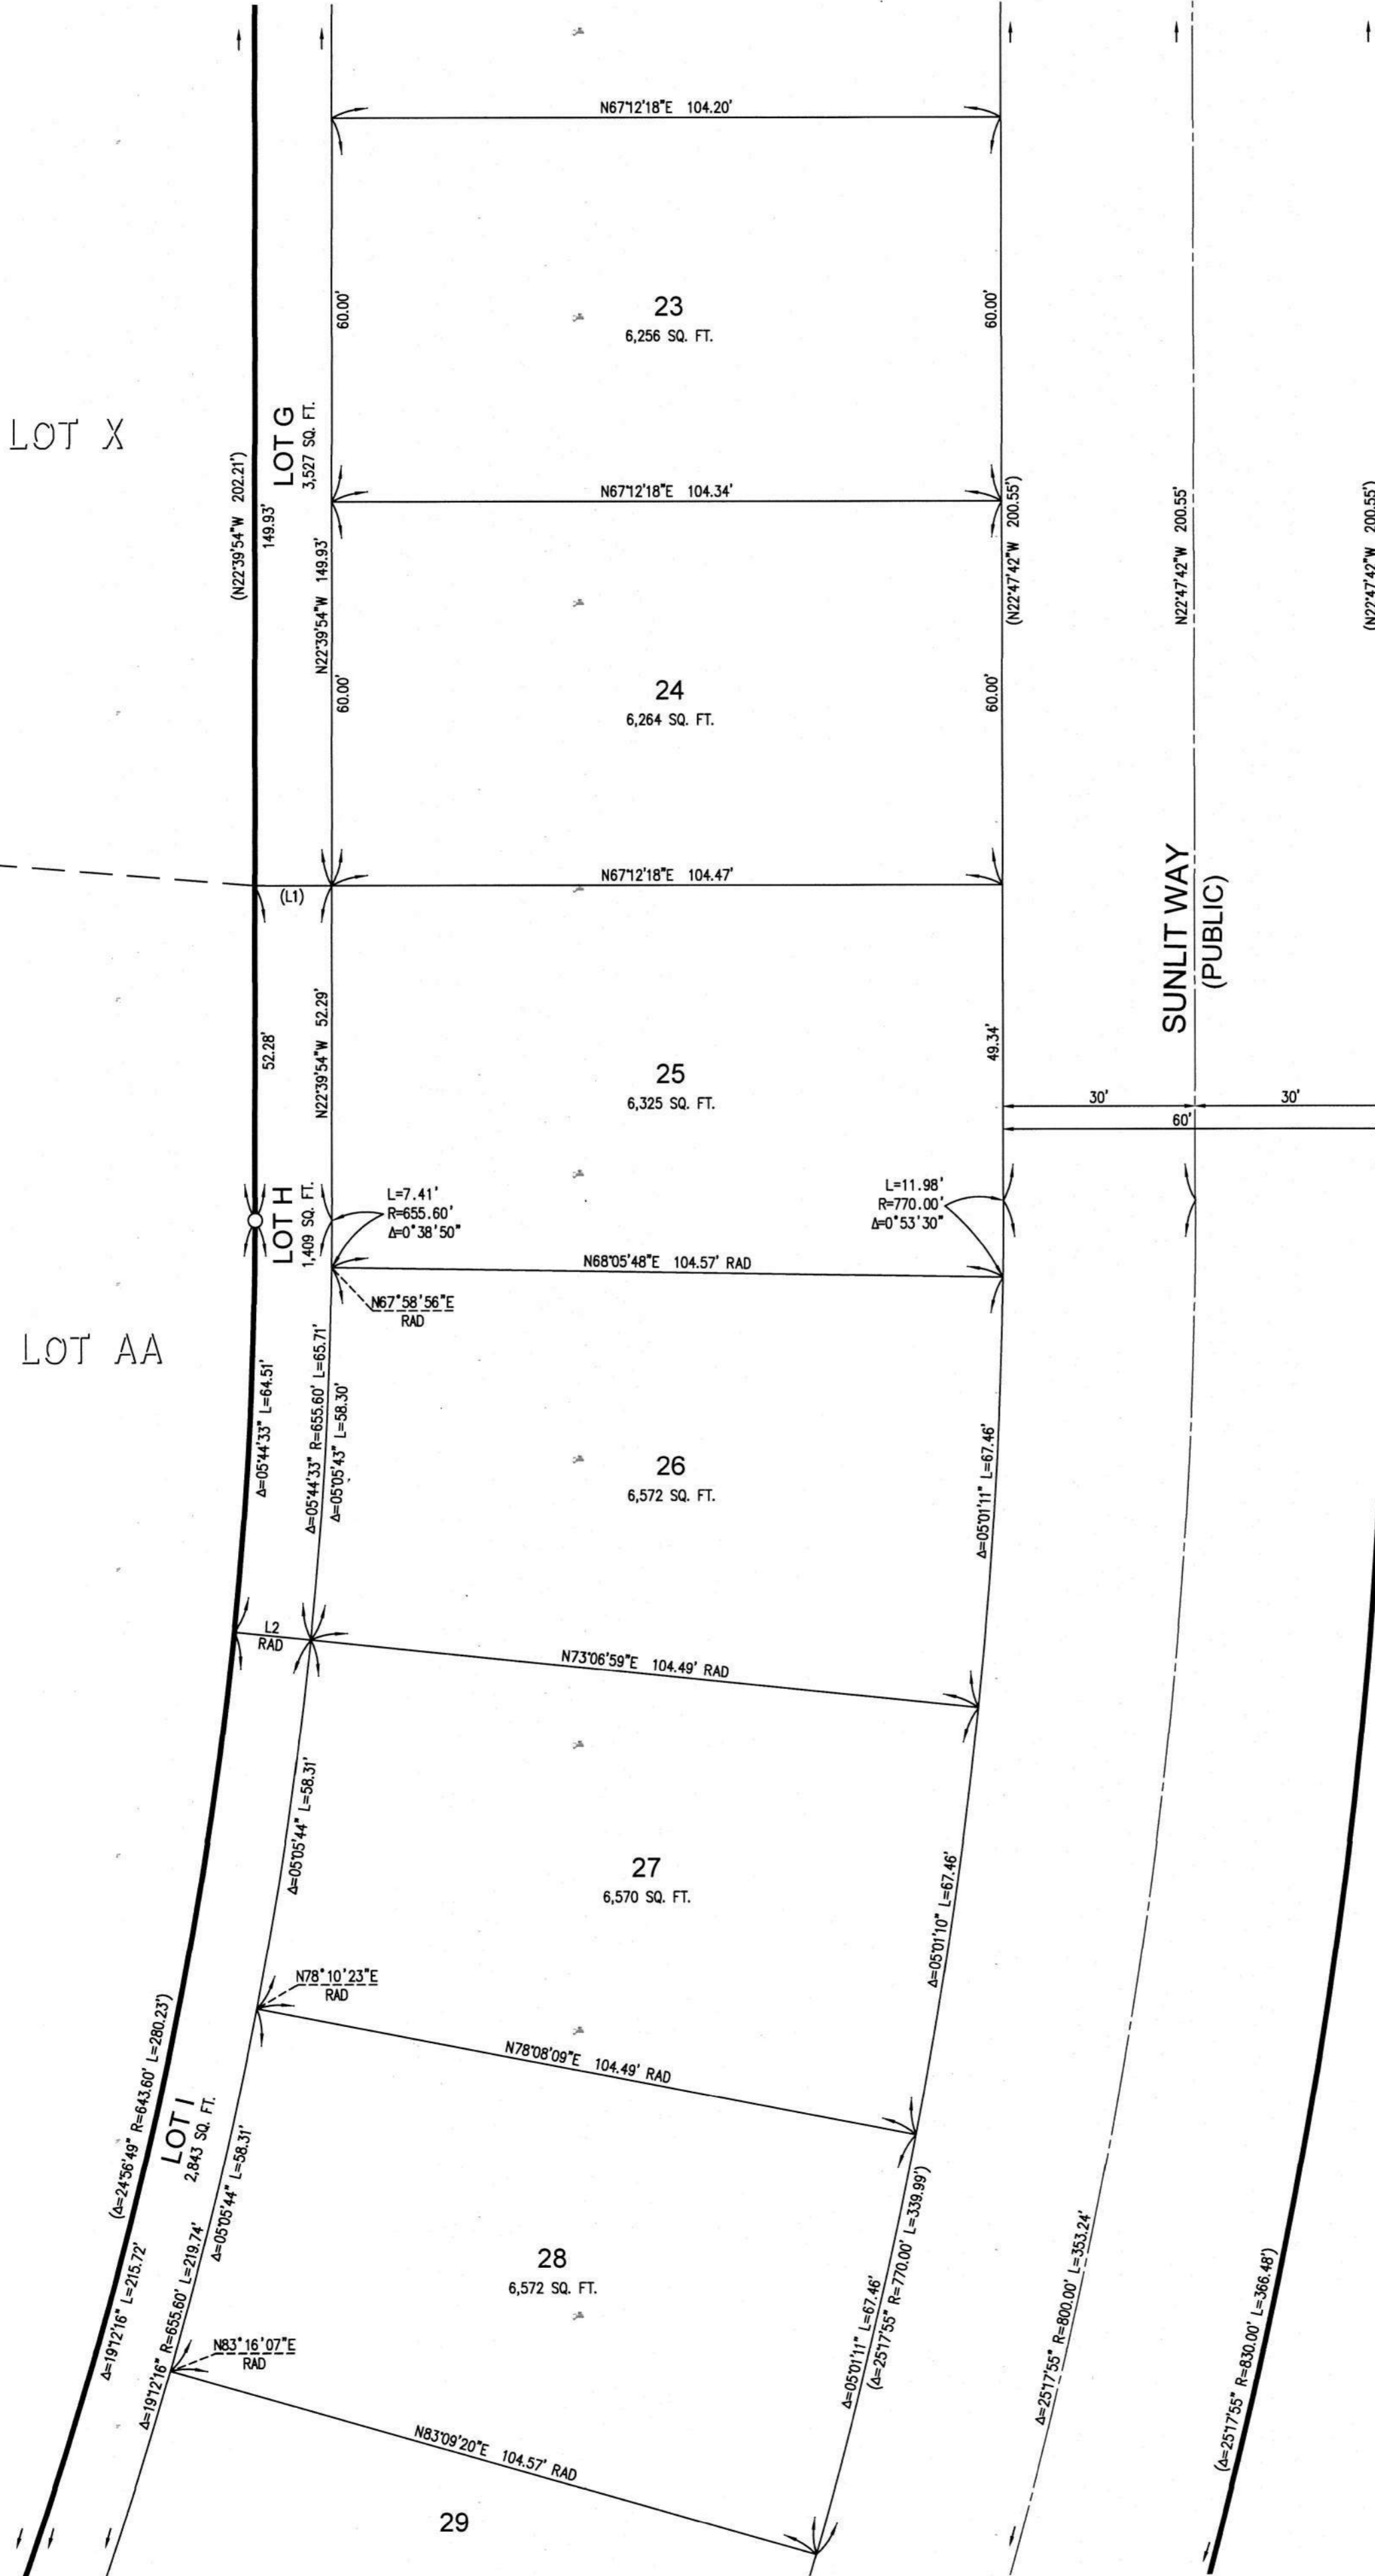 N67°12'18"E 104.20'
60.00'
23
6,256 SQ. FT.
60.00'
LOT X
LOT G
3,527 SQ. FT.
(N22°39'54"W 202.21')
149.93'
N22°39'54"W 149.93'
N67°12'18"E 104.34'
(N22°47'42"W 200.55')
N22°47'42"W 200.55'
(N22°47'42"W 200.55')
60.00'
24
6,264 SQ. FT.
60.00'
(L1)
N67°12'18"E 104.47'
SUNLIT WAY
(PUBLIC)
52.28'
N22°39'54"W 52.29'
25
6,325 SQ. FT.
49.34'
30'
30'
60'
LOT H
1,409 SQ. FT.
L=7.41'
R=655.60'
Δ=0°38'50"
L=11.98'
R=770.00'
Δ=0°53'30"
N68°05'48"E 104.57' RAD
N67°58'56"E
RAD
LOT AA
Δ=05°44'33" L=64.51'
Δ=05°44'33" R=655.60' L=65.71'
Δ=05°05'43" L=58.30'
26
6,572 SQ. FT.
Δ=05°01'11" L=67.46'
L2
RAD
N73°06'59"E 104.49' RAD
Δ=05°05'44" L=58.31'
27
6,570 SQ. FT.
Δ=05°01'10" L=67.46'
N78°10'23"E
RAD
N78°08'09"E 104.49' RAD
(Δ=24°56'49" R=643.60' L=280.23')
LOT I
2,843 SQ. FT.
Δ=05°05'44" L=58.31'
Δ=19°12'16" L=215.72'
Δ=19°12'16" R=655.60' L=219.74'
28
6,572 SQ. FT.
Δ=05°01'11" L=67.46'
(Δ=25°17'55" R=770.00' L=339.99')
Δ=25°17'55" R=800.00' L=353.24'
(Δ=25°17'55" R=830.00' L=366.48')
N83°16'07"E
RAD
N83°09'20"E 104.57' RAD
29